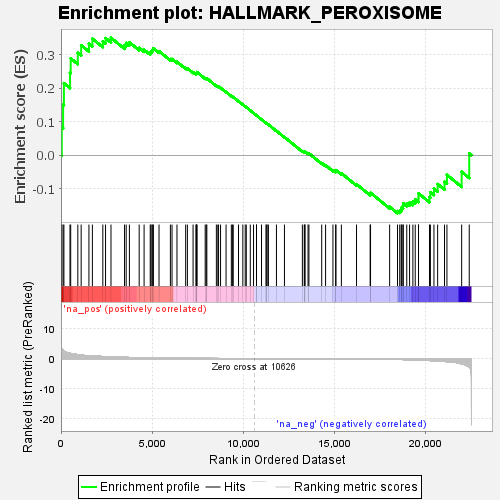 Enrichment plot: HALLMARK_PEROXISOME
Enrichment score (ES)
0.3
0.2
0.1
0.0
-0.1
'na_pos' (positively correlated)
Ranked list metric (PreRanked)
10
0
-10
-20
Zero cross at 10626
'na_neg' (negatively correlated)
0
5,000
10,000
15,000
20,000
Rank in Ordered Dataset
Enrichment profile
Hits
Ranking metric scores